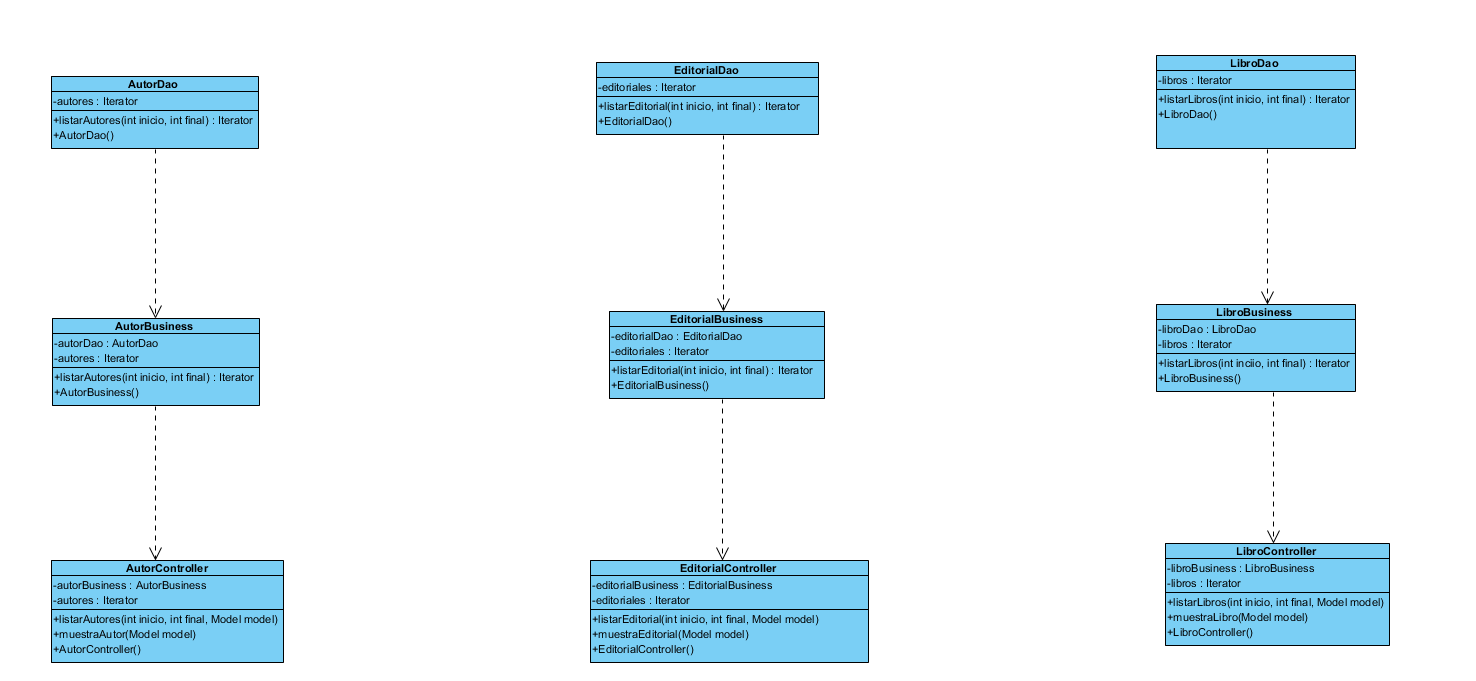 AutorDao
-autores : Iterator
+listarAutores(int inicio, int final) : Iterator
+AutorDao()
EditorialDao
-editoriales : Iterator
+listarEditorial(int inicio, int final) : Iterator
+EditorialDao()
LibroDao
-libros : Iterator
+listarLibros(int inicio, int final) : Iterator
+LibroDao()
AutorBusiness
-autorDao : AutorDao
-autores : Iterator
+listarAutores(int inicio, int final) : Iterator
+AutorBusiness()
EditorialBusiness
-editorialDao : EditorialDao
-editoriales : Iterator
+listarEditorial(int inicio, int final) : Iterator
+EditorialBusiness()
LibroBusiness
-libroDao : LibroDao
-libros : Iterator
+listarLibros(int inciio, int final) : Iterator
+LibroBusiness()
AutorController
-autorBusiness : AutorBusiness
-autores : Iterator
+listarAutores(int inicio, int final, Model model)
+muestraAutor(Model model)
+AutorController()
EditorialController
-editorialBusiness : EditorialBusiness
-editoriales : Iterator
+listarEditorial(int inicio, int final, Model model)
+muestraEditorial(Model model)
+EditorialController()
LibroController
-libroBusiness : LibroBusiness
-libros : Iterator
+listarLibros(int inicio, int final, Model model)
+muestraLibro(Model model)
+LibroController()